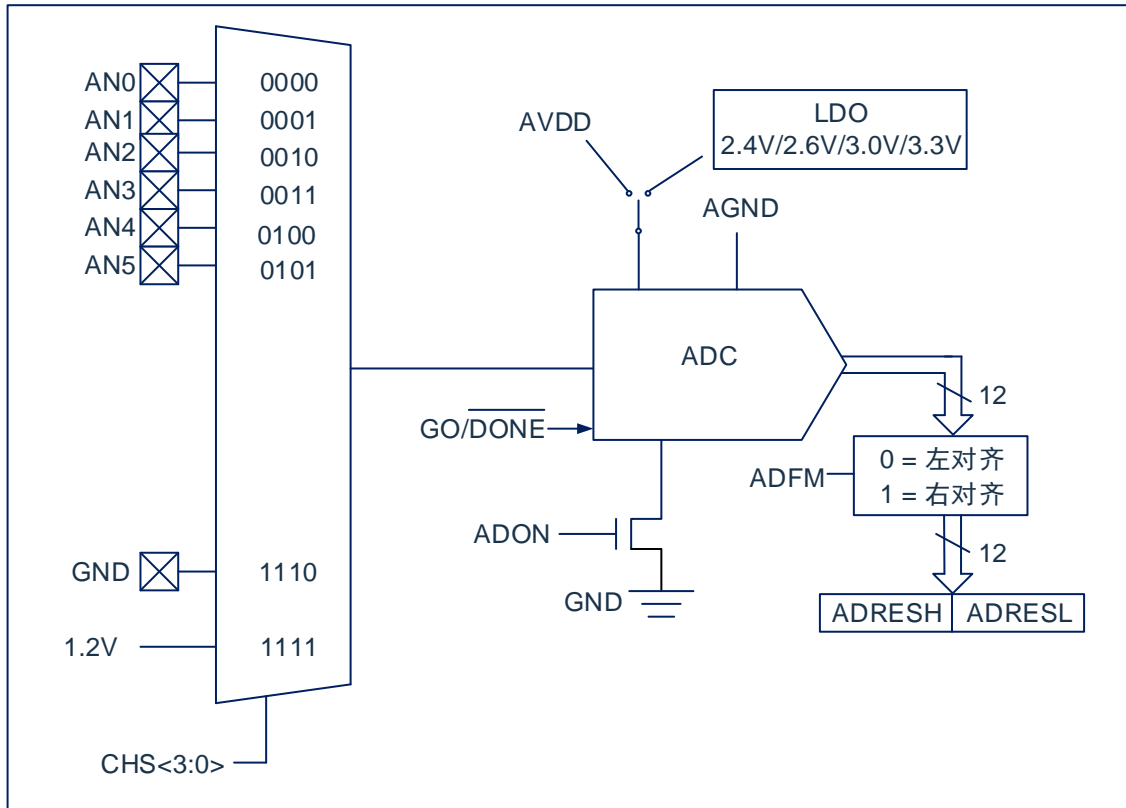 AN0
0000
AN1
0001
AN2
0010
AN3
0011
AN4
0100
AN5
0101
GND
1110
1.2V
1111
CHS<3:0>
AVDD
LDO
2.4V/2.6V/3.0V/3.3V
AGND
ADC
GO/DONE
ADON
GND
12
ADFM
0 = 左对齐
1 = 右对齐
12
ADRESH
ADRESL